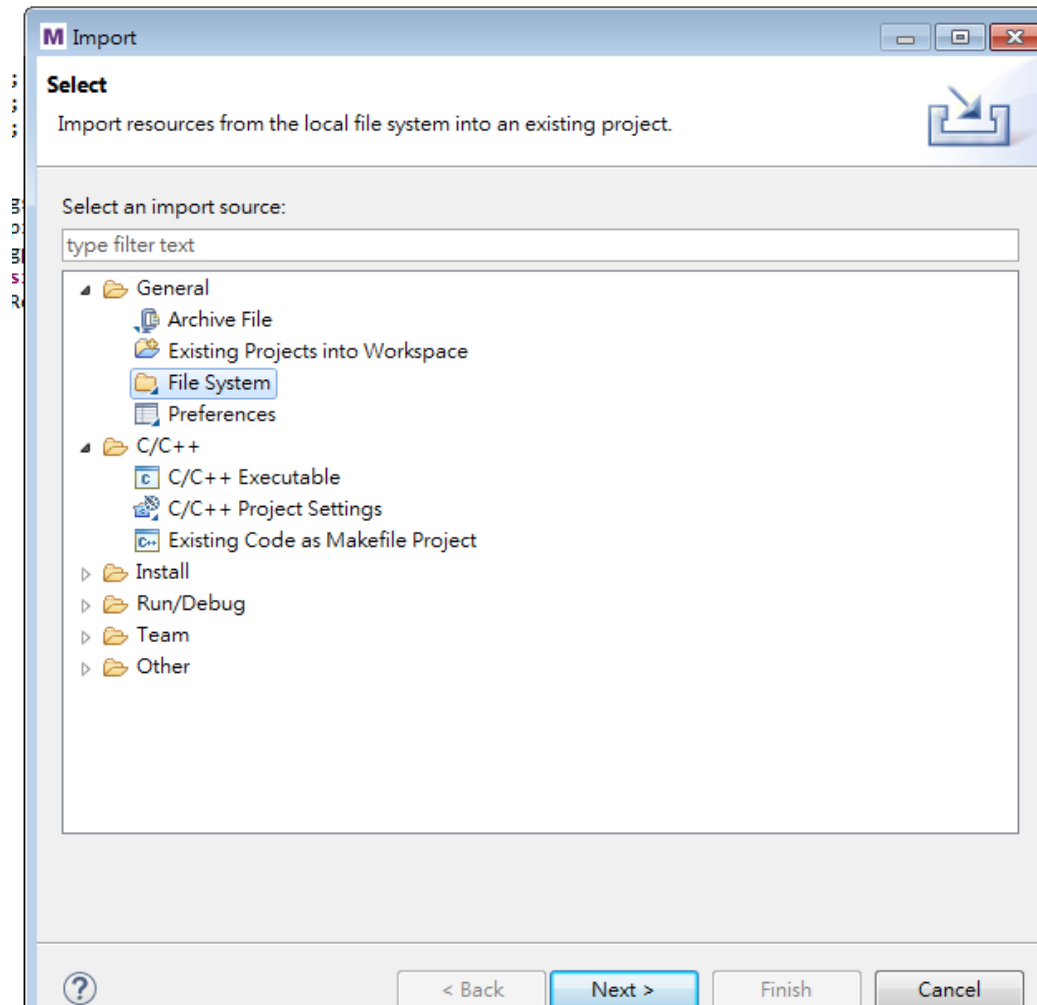 M Import
Select
Import resources from the local file system into an existing project.
Select an import source:
type filter text
General
Archive File
Existing Projects into Workspace
File System
Preferences
C/C++
C/C++ Executable
C/C++ Project Settings
Existing Code as Makefile Project
Install
Run/Debug
Team
Other
< Back Next > Finish Cancel